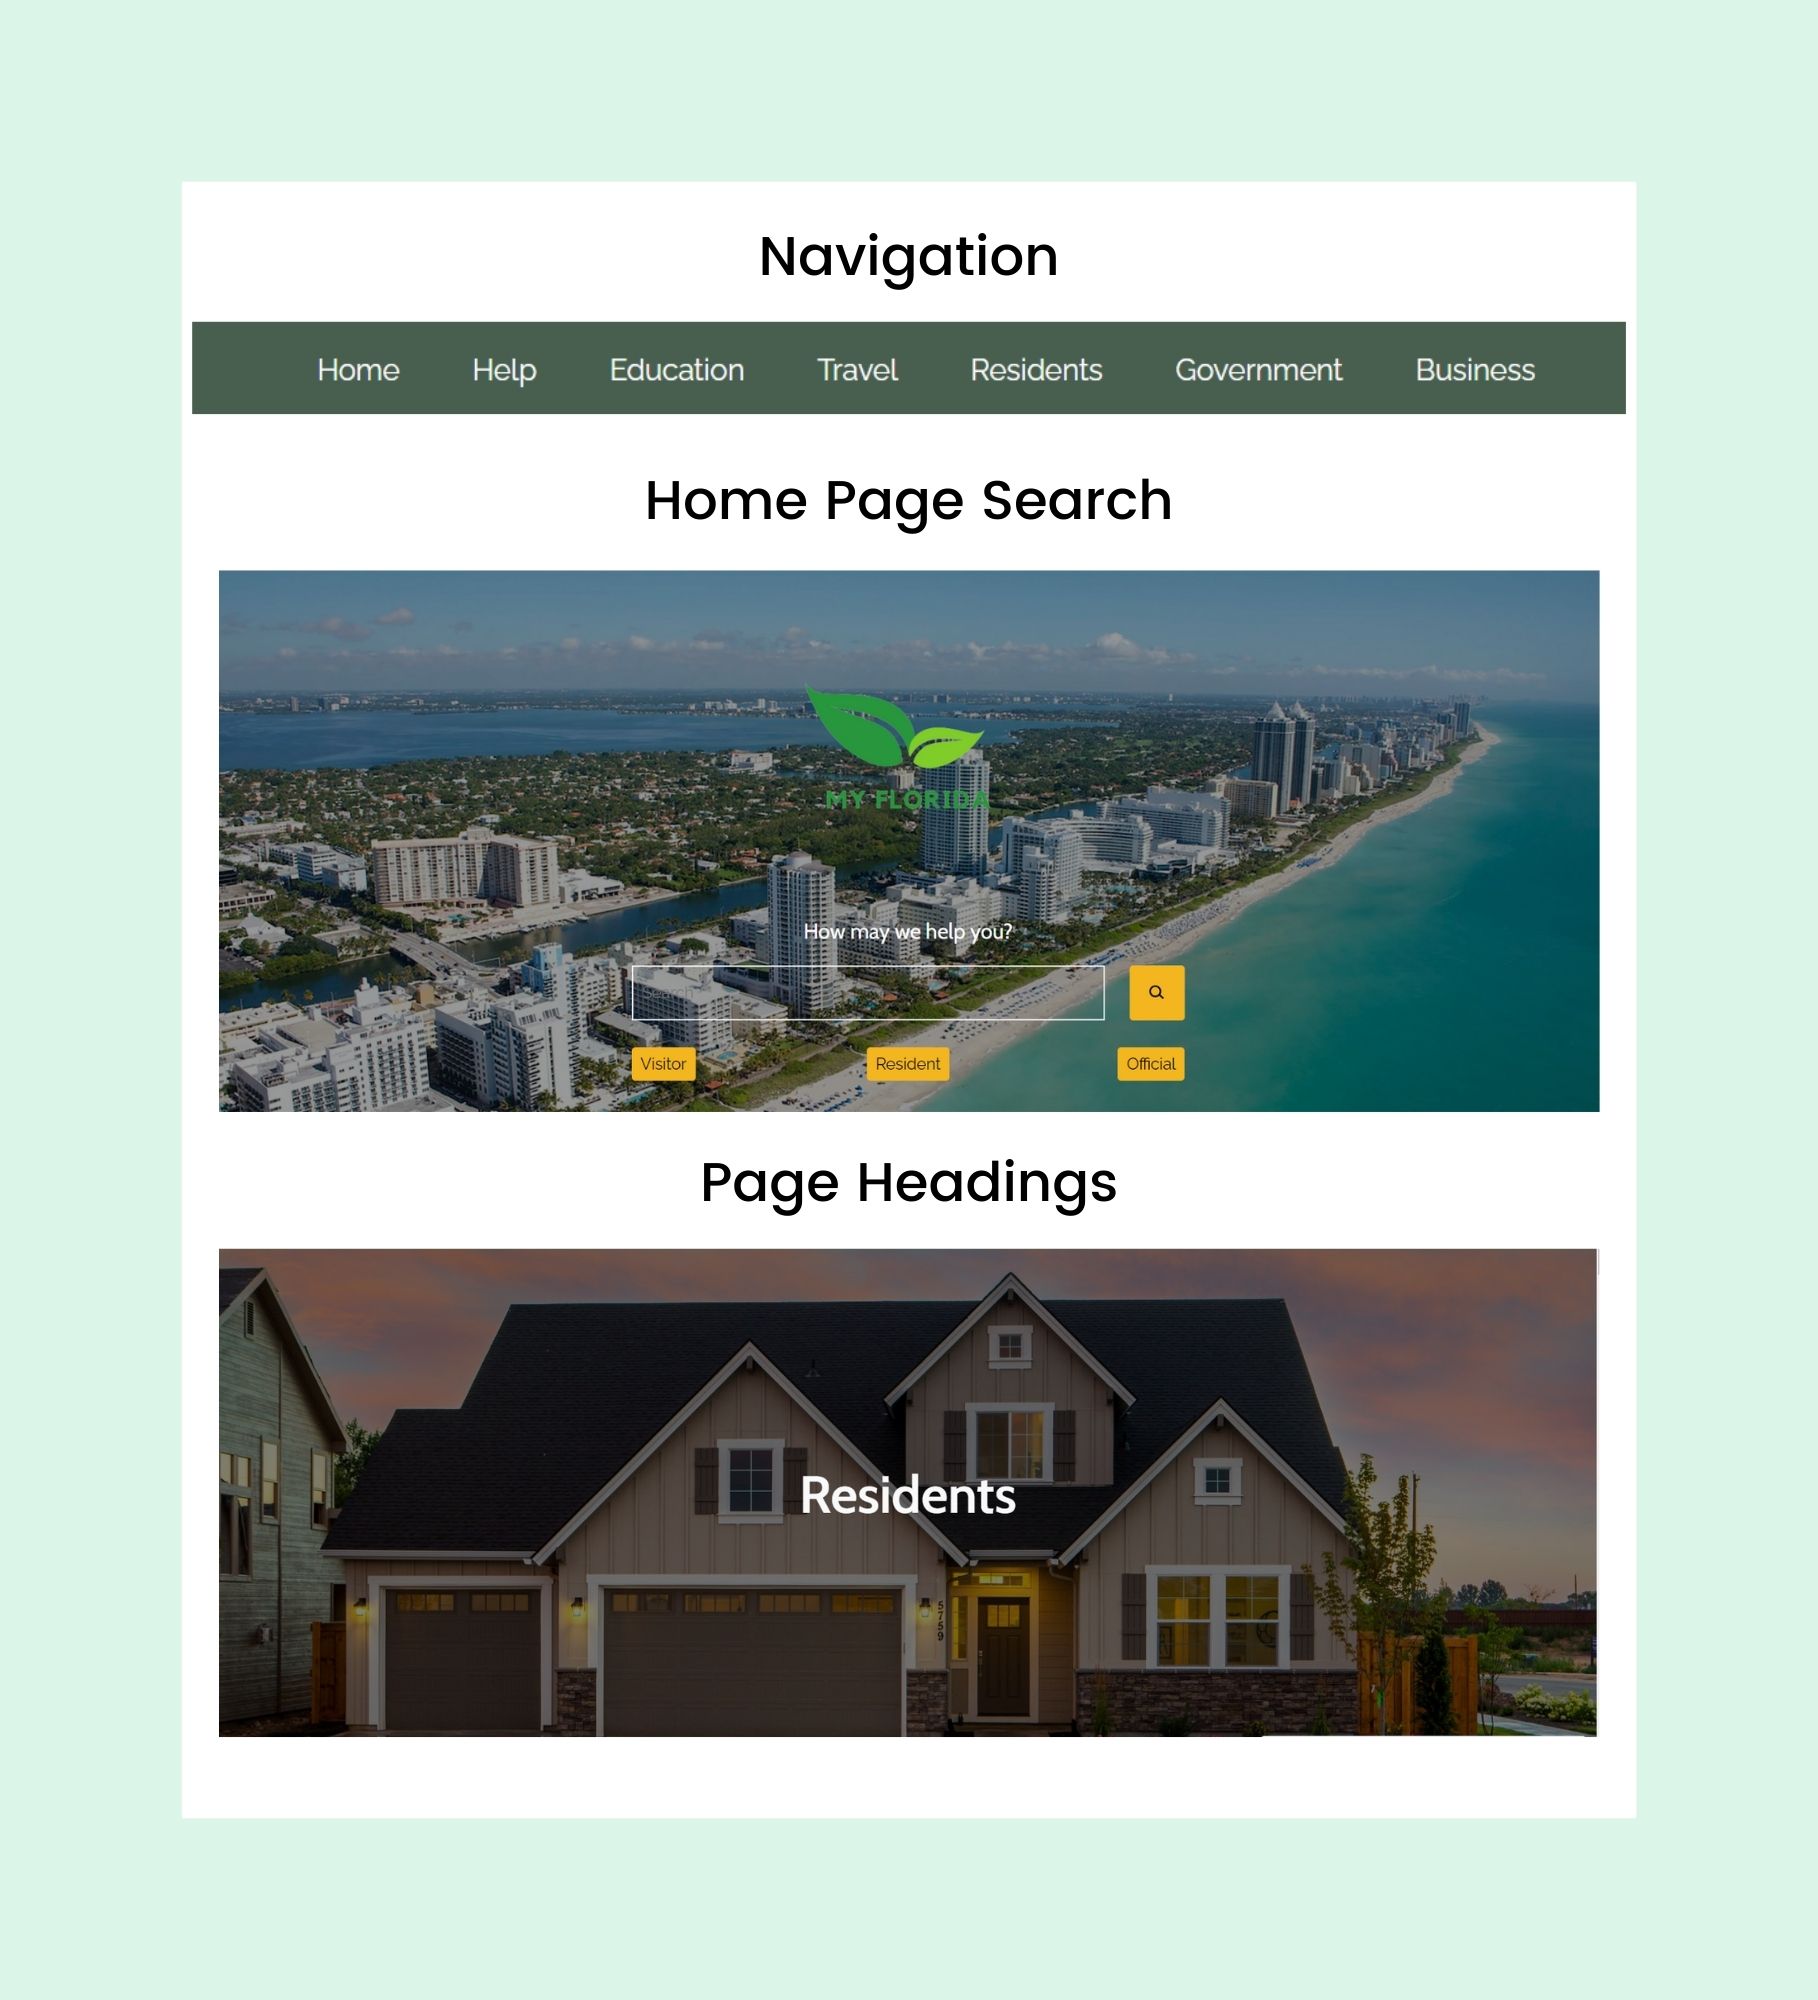 Navigation
Home Help Education Travel Residents Government Business
Home Page Search
MY FLORIDA
How may we help you?
Visitor Resident Official
Page Headings
Residents
5759